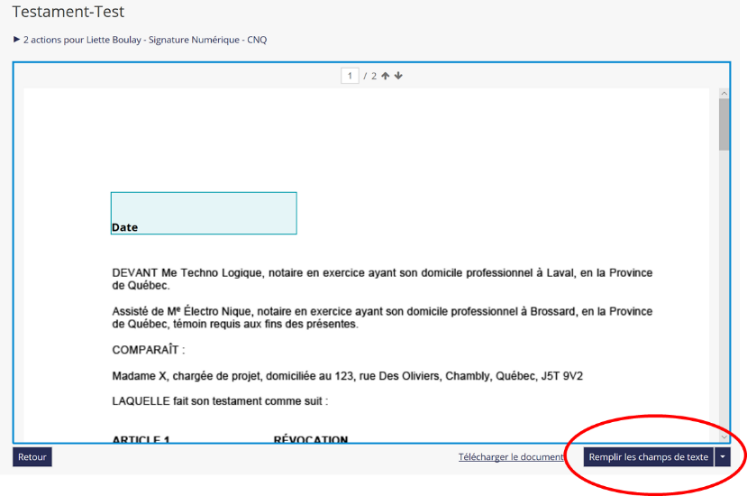 Testament-Test
► 2 actions pour Liette Boulay - Signature Numérique - CNQ
1 / 2
Date
DEVANT Me Techno Logique, notaire en exercice ayant son domicile professionnel à Laval, en la Province
de Québec.
Assisté de Mᵉ Électro Nique, notaire en exercice ayant son domicile professionnel à Brossard, en la Province
de Québec, témoin requis aux fins des présentes.
COMPARAÎT :
Madame X, chargée de projet, domiciliée au 123, rue Des Oliviers, Chambly, Québec, J5T 9V2
LAQUELLE fait son testament comme suit :
ARTICLE 1 RÉVOCATION
Retour Télécharger le document Remplir les champs de texte